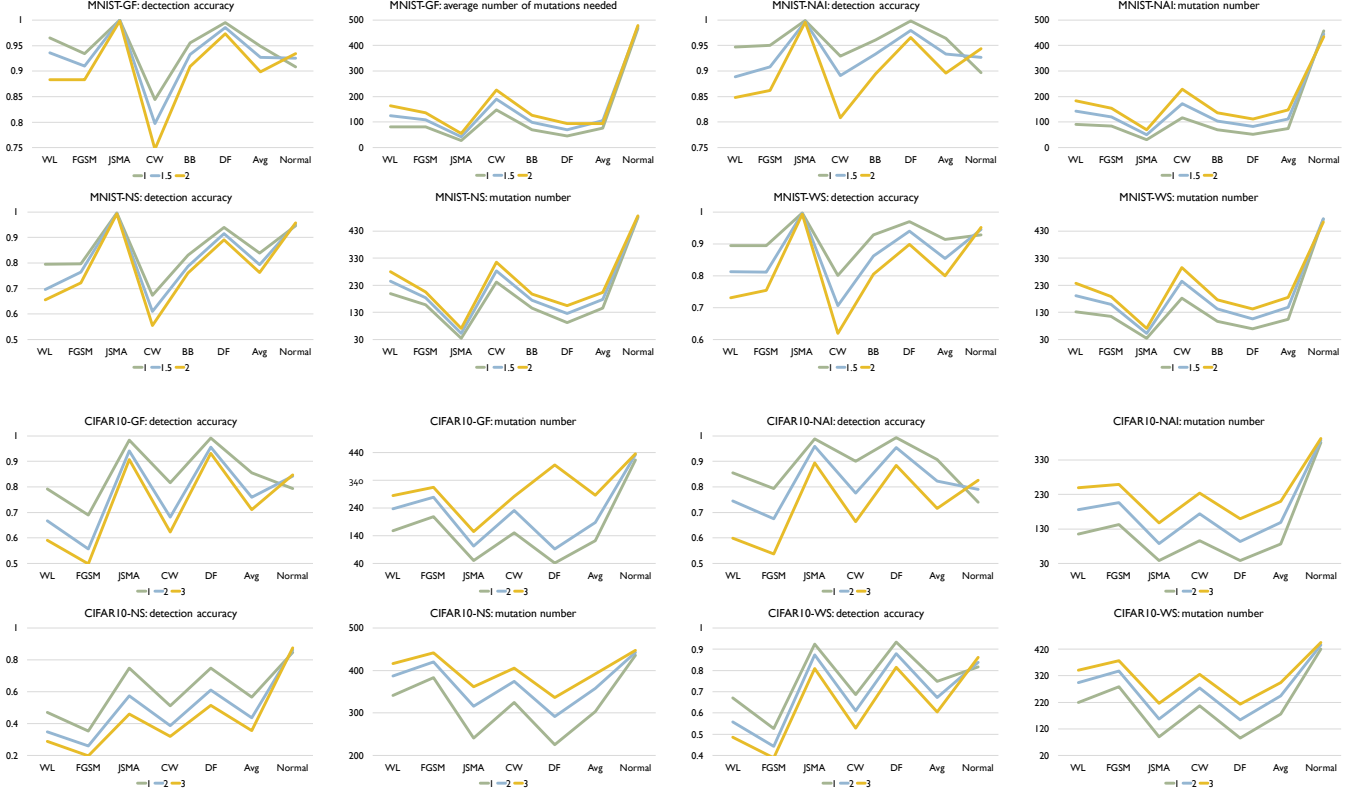 MNIST-GF: dectection accuracy
1
0.95
0.9
0.85
0.8
0.75
WL FGSM JSMA CW BB DF Avg Normal
1 1.5 2
MNIST-GF: average number of mutations needed
500
400
300
200
100
0
WL FGSM JSMA CW BB DF Avg Normal
1 1.5 2
MNIST-NAI: detection accuracy
1
0.95
0.9
0.85
0.8
0.75
WL FGSM JSMA CW BB DF Avg Normal
1 1.5 2
MNIST-NAI: mutation number
500
400
300
200
100
0
WL FGSM JSMA CW BB DF Avg Normal
1 1.5 2
MNIST-NS: detection accuracy
1
0.9
0.8
0.7
0.6
0.5
WL FGSM JSMA CW BB DF Avg Normal
1 1.5 2
MNIST-NS: mutation number
430
330
230
130
30
WL FGSM JSMA CW BB DF Avg Normal
1 1.5 2
MNIST-WS: detection accuracy
1
0.9
0.8
0.7
0.6
WL FGSM JSMA CW BB DF Avg Normal
1 1.5 2
MNIST-WS: mutation number
430
330
230
130
30
WL FGSM JSMA CW BB DF Avg Normal
1 1.5 2
CIFAR10-GF: detection accuracy
1
0.9
0.8
0.7
0.6
0.5
WL FGSM JSMA CW DF Avg Normal
1 2 3
CIFAR10-GF: mutation number
440
340
240
140
40
WL FGSM JSMA CW DF Avg Normal
1 2 3
CIFAR10-NAI: detection accuracy
1
0.9
0.8
0.7
0.6
0.5
WL FGSM JSMA CW DF Avg Normal
1 2 3
CIFAR10-NAI: mutation number
330
230
130
30
WL FGSM JSMA CW DF Avg Normal
1 2 3
CIFAR10-NS: detection accuracy
1
0.8
0.6
0.4
0.2
WL FGSM JSMA CW DF Avg Normal
1 2 3
CIFAR10-NS: mutation number
500
400
300
200
WL FGSM JSMA CW DF Avg Normal
1 2 3
CIFAR10-WS: detection accuracy
1
0.9
0.8
0.7
0.6
0.5
0.4
WL FGSM JSMA CW DF Avg Normal
1 2 3
CIFAR10-WS: mutation number
420
320
220
120
20
WL FGSM JSMA CW DF Avg Normal
1 2 3